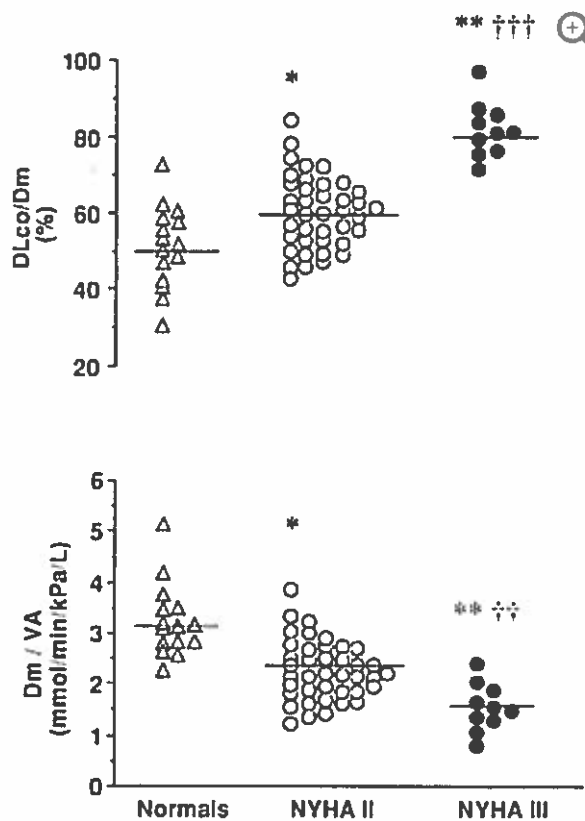 ** †††
*
100
80
60
40
20
DLco/Dm
(%)
6
5
4
3
2
1
0
*
** ††
Dm / VA
(mmol/min/kPa/L)
Normals
NYHA II
NYHA III